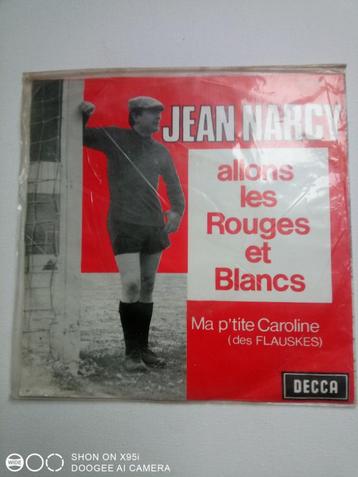 JEAN NARCY
allons
les
Rouges
et
Blancs
Ma p'tite Caroline
(des FLAUSKES)
DECCA
SHON ON X95i
DOOGEE AI CAMERA